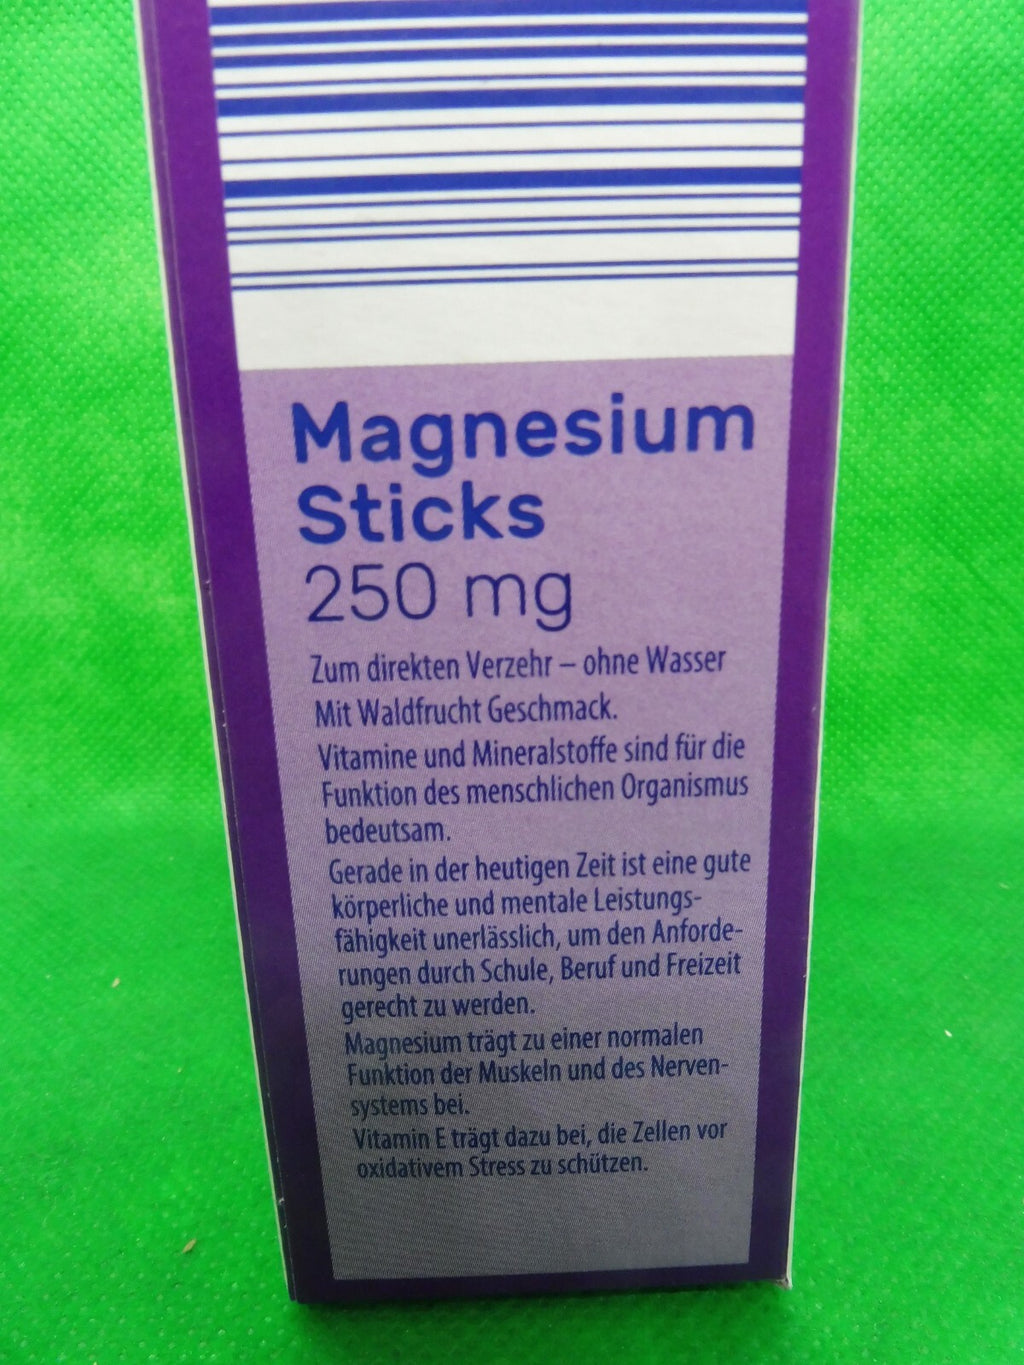 Magnesium
Sticks
250 mg
Zum direkten Verzehr – ohne Wasser
Mit Waldfrucht Geschmack.
Vitamine und Mineralstoffe sind für die
Funktion des menschlichen Organismus
bedeutsam.
Gerade in der heutigen Zeit ist eine gute
körperliche und mentale Leistungs-
fähigkeit unerlässlich, um den Anforde-
rungen durch Schule, Beruf und Freizeit
gerecht zu werden.
Magnesium trägt zu einer normalen
Funktion der Muskeln und des Nerven-
systems bei.
Vitamin E trägt dazu bei, die Zellen vor
oxidativem Stress zu schützen.